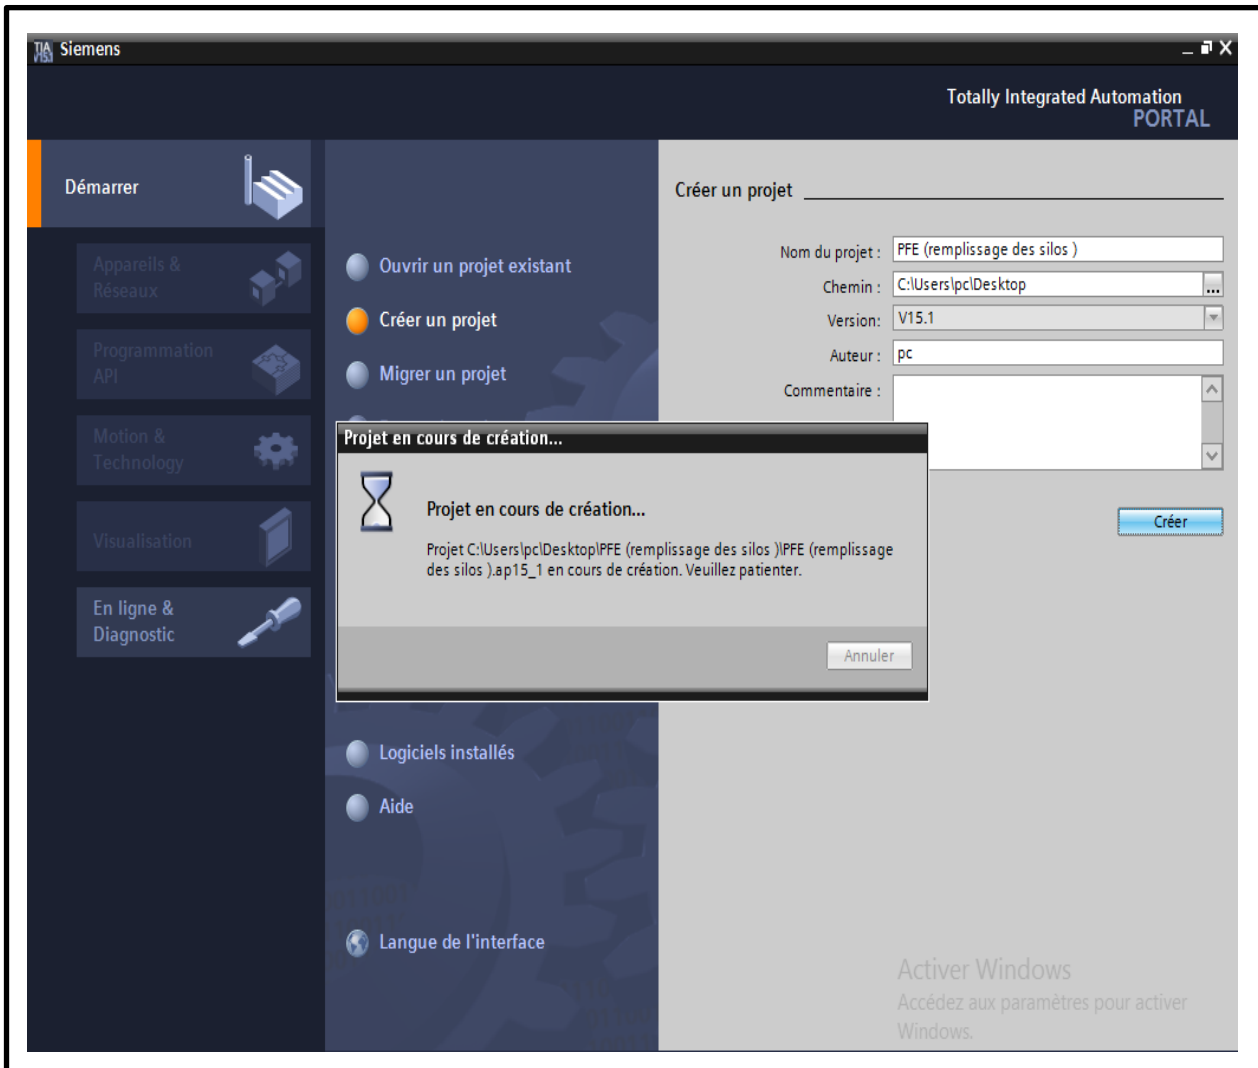 TIA
V15.1
Siemens
Totally Integrated Automation
PORTAL
Démarrer
Appareils &
Réseaux
Programmation
API
Motion &
Technology
Visualisation
En ligne &
Diagnostic
Ouvrir un projet existant
Créer un projet
Migrer un projet
Logiciels installés
Aide
Langue de l'interface
Créer un projet
Nom du projet : PFE (remplissage des silos )
Chemin : C:\Users\pc\Desktop ...
Version: V15.1
Auteur : pc
Commentaire :
Créer
Projet en cours de création...
Projet en cours de création...
Projet C:\Users\pc\Desktop\PFE (remplissage des silos )\PFE (remplissage
des silos ).ap15_1 en cours de création. Veuillez patienter.
Annuler
Activer Windows
Accédez aux paramètres pour activer
Windows.